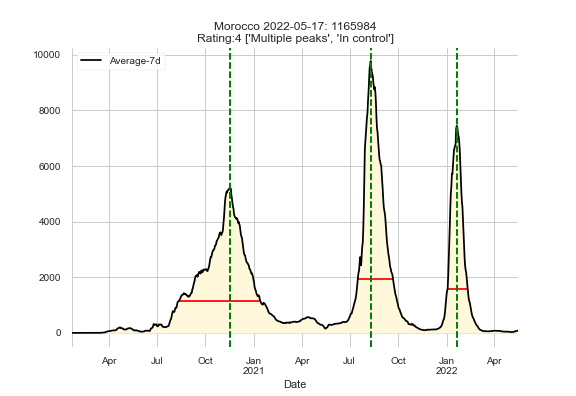 Morocco 2022-05-17: 1165984
Rating:4 ['Multiple peaks', 'In control']
Average-7d
10000
8000
6000
4000
2000
0
Apr
Jul
Oct
Jan
2021
Apr
Jul
Oct
Jan
2022
Apr
Date